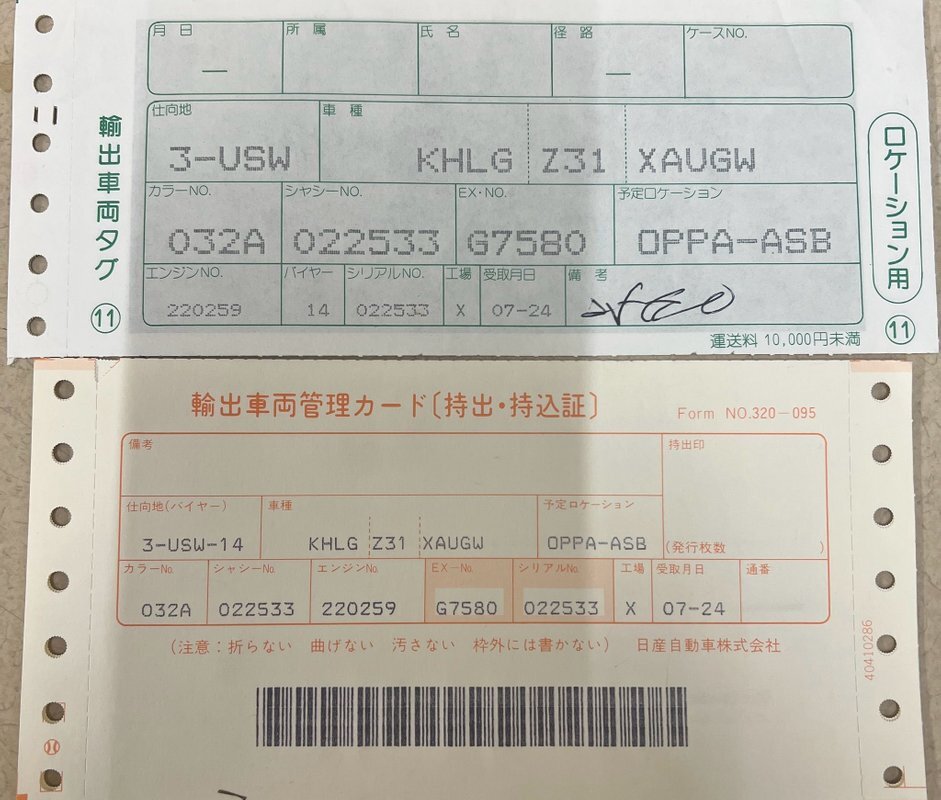 月日 所属 氏名 径路 ケースNO.
— —
仕向地 車種
3-USW KHLG Z31 XAUGW
カラーNO. シャシーNO. EX・NO. 予定ロケーション
032A 022533 G7580 OPPA-ASB
エンジンNO. バイヤー シリアルNO. 工場 受取月日 備考
220259 14 022533 X 07-24
運送料 10,000円未満
輸出車両タグ
⑪
ロケーション用
⑪
輸出車両管理カード〔持出・持込証〕
Form NO.320-095
備考 持出印
仕向地(バイヤー) 車種 予定ロケーション
3-USW-14 KHLG Z31 XAUGW OPPA-ASB (発行枚数 )
カラーNo. シャシーNo. エンジンNo. EX-No. シリアルNo. 工場 受取月日 通番
032A 022533 220259 G7580 022533 X 07-24
(注意:折らない 曲げない 汚さない 枠外には書かない) 日産自動車株式会社
40410286